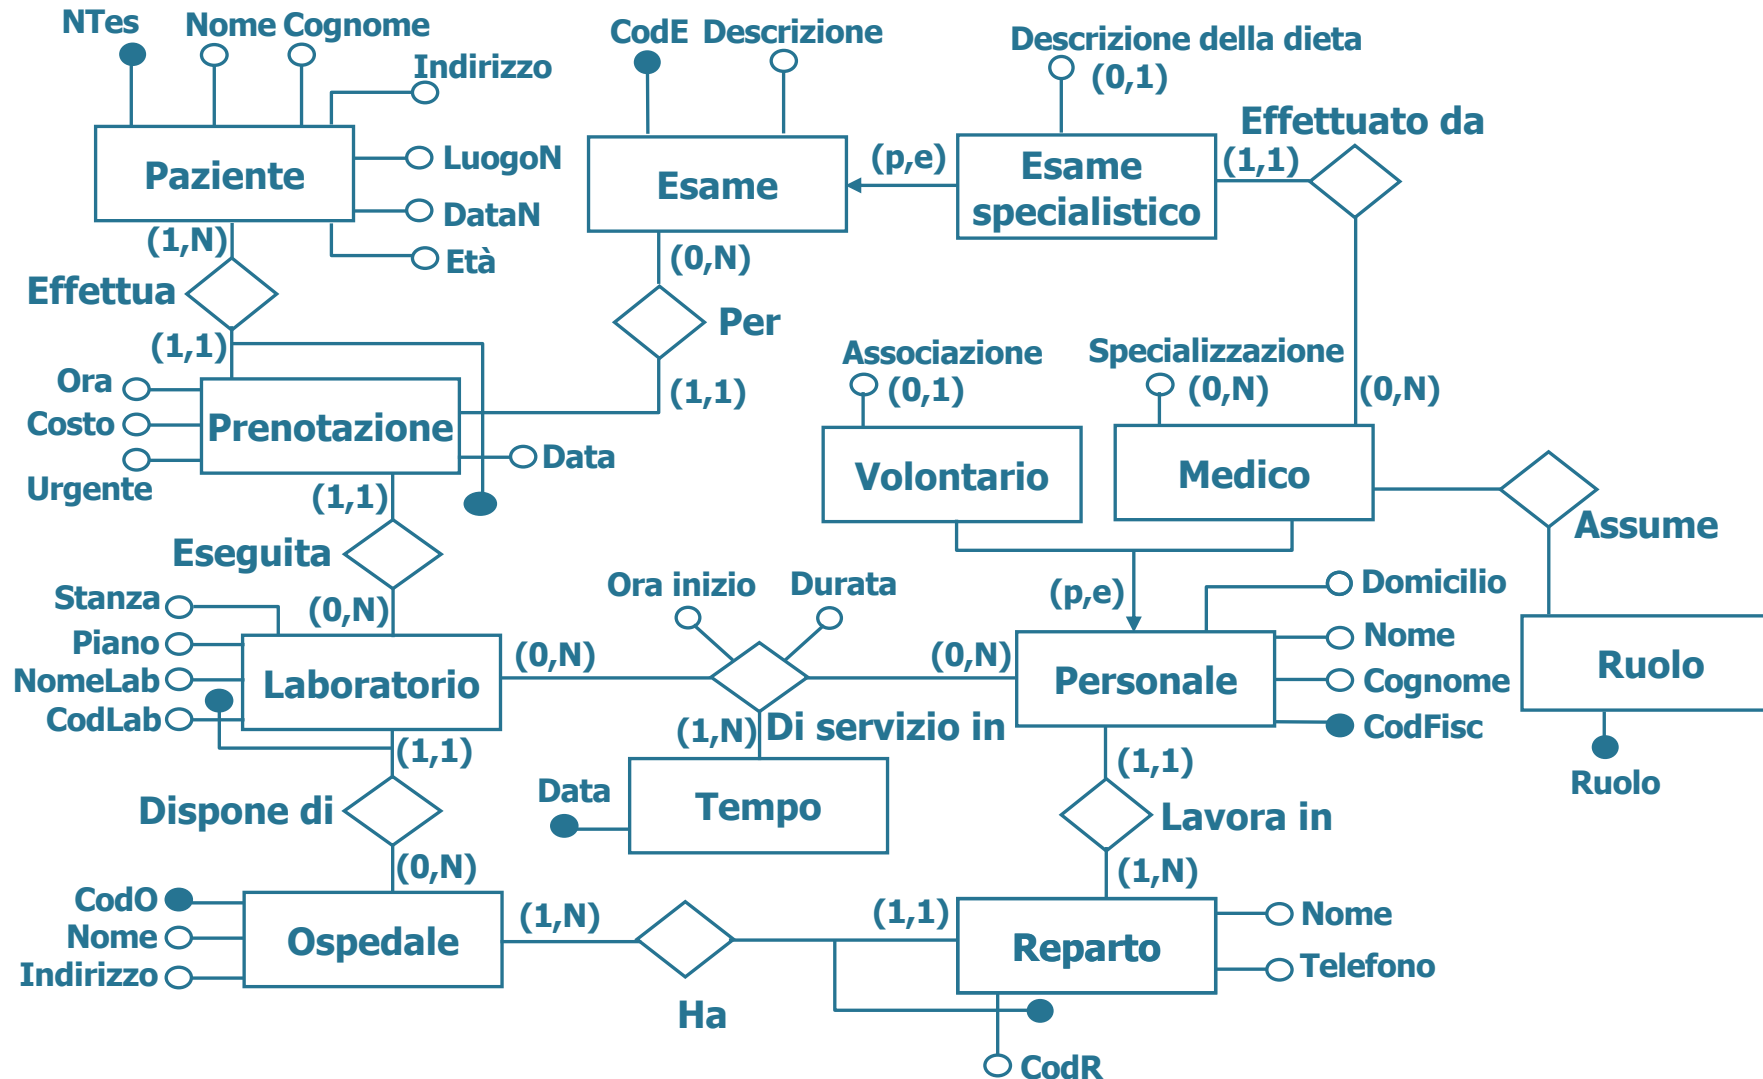 NTes
Nome Cognome
Indirizzo
Paziente
LuogoN
DataN
Età
(1,N)
Effettua
(1,1)
CodE Descrizione
Esame
(0,N)
Per
(1,1)
(p,e)
Descrizione della dieta
(0,1)
Esame
specialistico
Effettuato da
(1,1)
(0,N)
Ora
Costo
Urgente
Prenotazione
Data
(1,1)
Eseguita
(0,N)
Associazione
(0,1)
Volontario
Specializzazione
(0,N)
Medico
Assume
(p,e)
Ruolo
Ruolo
Stanza
Piano
NomeLab
CodLab
Laboratorio
(1,1)
Dispone di
(0,N)
Ora inizio
Durata
(0,N)
(0,N)
Di servizio in
(1,N)
Data
Tempo
Personale
Domicilio
Nome
Cognome
CodFisc
(1,1)
Lavora in
(1,N)
CodO
Nome
Indirizzo
Ospedale
(1,N)
Ha
(1,1)
Reparto
Nome
Telefono
CodR